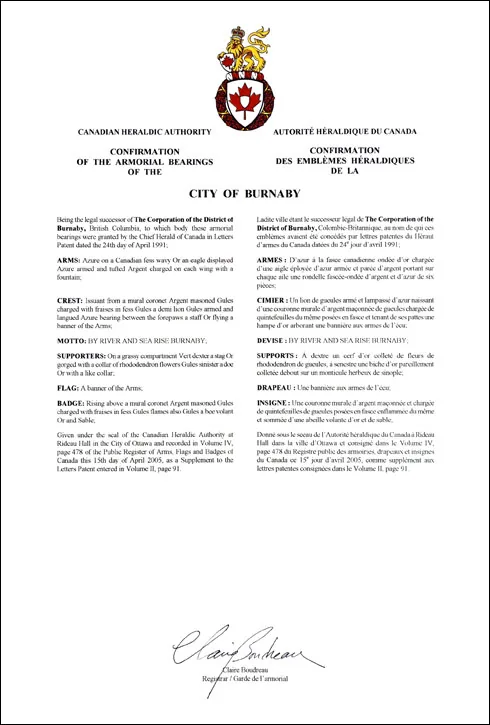 CANADIAN HERALDIC AUTHORITY
CONFIRMATION
OF THE ARMORIAL BEARINGS
OF THE
AUTORITÉ HÉRALDIQUE DU CANADA
CONFIRMATION
DES EMBLÈMES HÉRALDIQUES
DE LA
CITY OF BURNABY
Being the legal successor of The Corporation of the District of
Burnaby, British Columbia, to which body these armorial
bearings were granted by the Chief Herald of Canada in Letters
Patent dated the 24th day of April 1991;
ARMS: Azure on a Canadian fess wavy Or an eagle displayed
Azure armed and tufted Argent charged on each wing with a
fountain;
CREST: Issuant from a mural coronet Argent masoned Gules
charged with fraises in fess Gules a demi lion Gules armed and
langued Azure bearing between the forepaws a staff Or flying a
banner of the Arms;
MOTTO: BY RIVER AND SEA RISE BURNABY;
SUPPORTERS: On a grassy compartment Vert dexter a stag Or
gorged with a collar of rhododendron flowers Gules sinister a doe
Or with a like collar;
FLAG: A banner of the Arms;
BADGE: Rising above a mural coronet Argent masoned Gules
charged with fraises in fess Gules flames also Gules a bee volant
Or and Sable;
Given under the seal of the Canadian Heraldic Authority at
Rideau Hall in the City of Ottawa and recorded in Volume IV,
page 478 of the Public Register of Arms, Flags and Badges of
Canada this 15th day of April 2005, as a Supplement to the
Letters Patent entered in Volume II, page 91.
Ladite ville étant le successeur legal de The Corporation of the
District of Burnaby, Colombie-Britannique, au nom de qui ces
emblèmes avaient été concédés par lettres patentes du Héraut
d'armes du Canada datées du 24e jour d'avril 1991;
ARMES : D'azur à la fasce canadienne ondée d'or chargée
d'une aigle éployée d'azur armée et parée d'argent portant sur
chaque aile une rondelle fascée-ondée d'argent et d'azur de six
pièces;
CIMIER : Un lion de gueules armé et lampassé d'azur naissant
d'une couronne murale d'argent maçonnée de gueules chargée de
quintefeuilles du même posées en fasce et tenant de ses pattes une
hampe d'or arborant une bannière aux armes de l'écu;
DEVISE : BY RIVER AND SEA RISE BURNABY;
SUPPORTS : À dextre un cerf d'or colleté de fleurs de
rhododendron de gueules, à senestre une biche d'or pareillement
colletée debout sur un monticule herbeux de sinople;
DRAPEAU : Une bannière aux armes de l'écu;
INSIGNE : Une couronne murale d'argent maçonnée et chargée
de quintefeuilles de gueules posées en fasce enflammée du même
et sommée d'une abeille volante d'or et de sable;
Donné sous le sceau de l'Autorité héraldique du Canada à Rideau
Hall dans la ville d'Ottawa et consigné dans le Volume IV,
page 478 du Registre public des armoiries, drapeaux et insignes
du Canada ce 15e jour d'avril 2005, comme supplément aux
lettres patentes consignées dans le Volume II, page 91.
Claire Boudreau
Claire Boudreau
Registrar / Garde de l'armorial